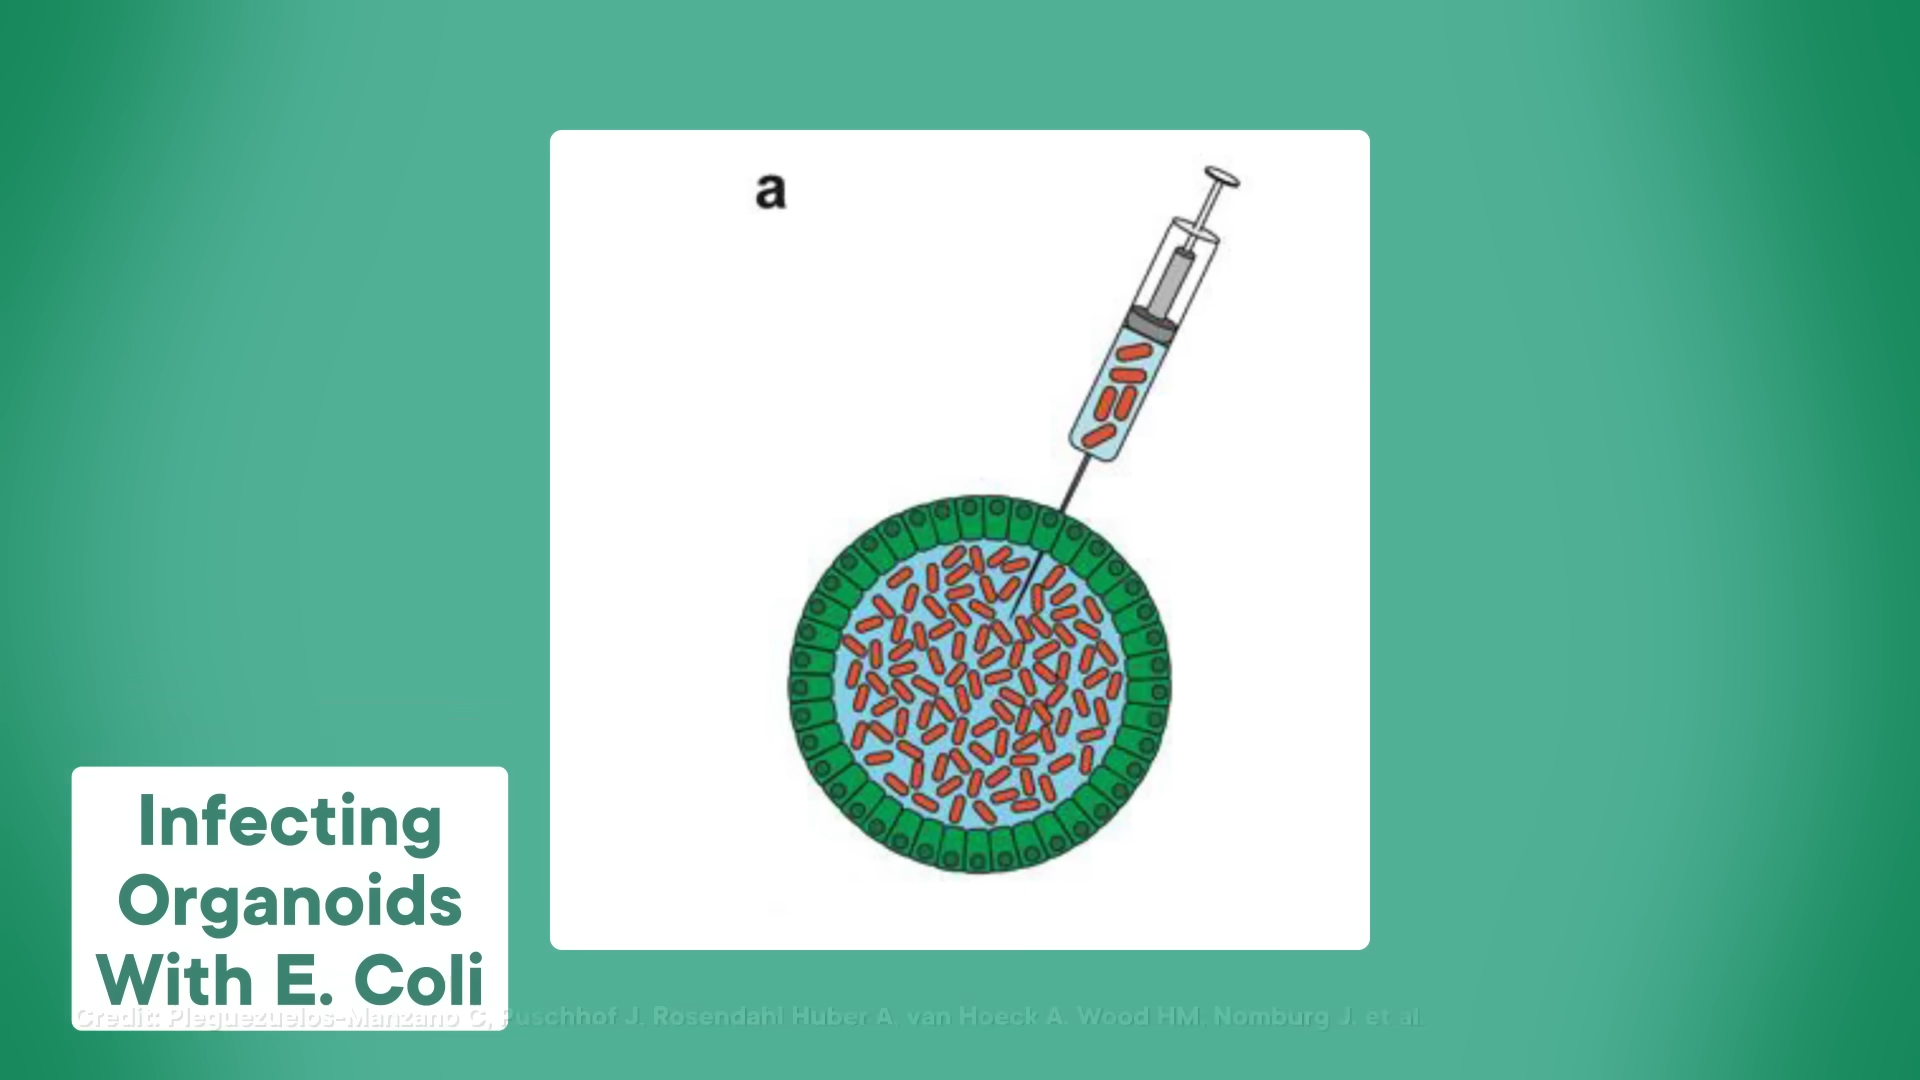 a
Infecting
Organoids
With E. Coli
Credit: Pleguezuelos-Manzano C, Puschhof J, Rosendahl Huber A, van Hoeck A, Wood HM, Nomburg J, et al.